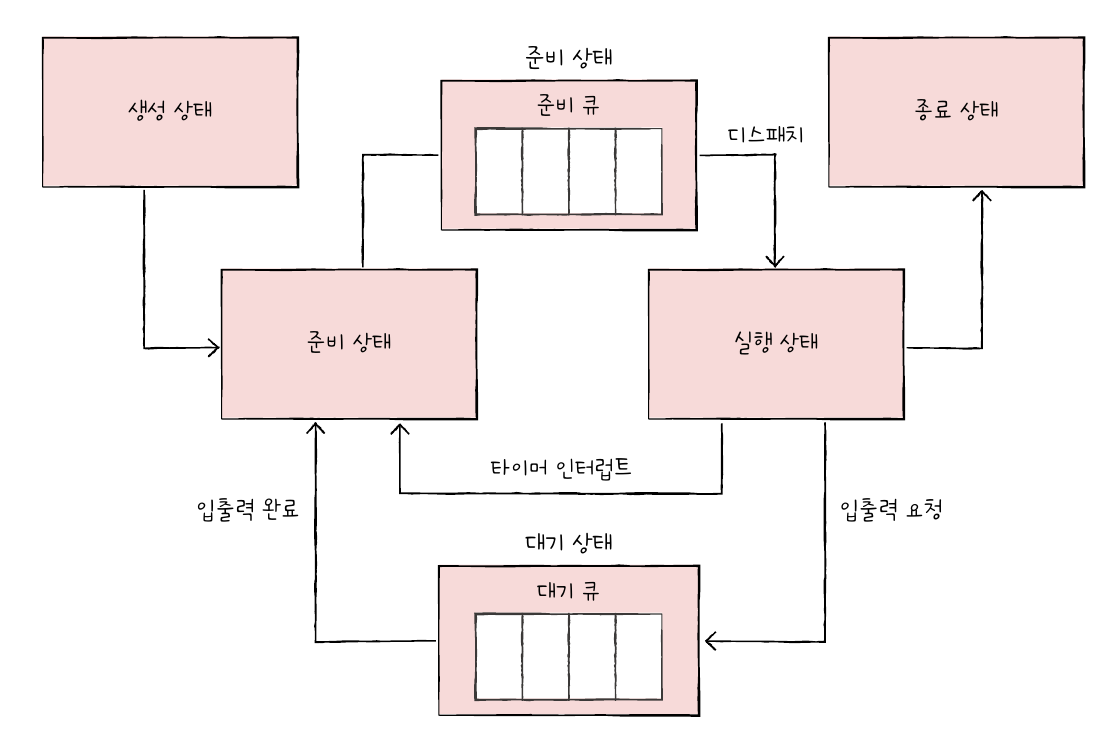 준비 상태
생성 상태
준비 큐
종료 상태
디스패치
준비 상태
실행 상태
타이머 인터럽트
입출력 완료
입출력 요청
대기 상태
대기 큐